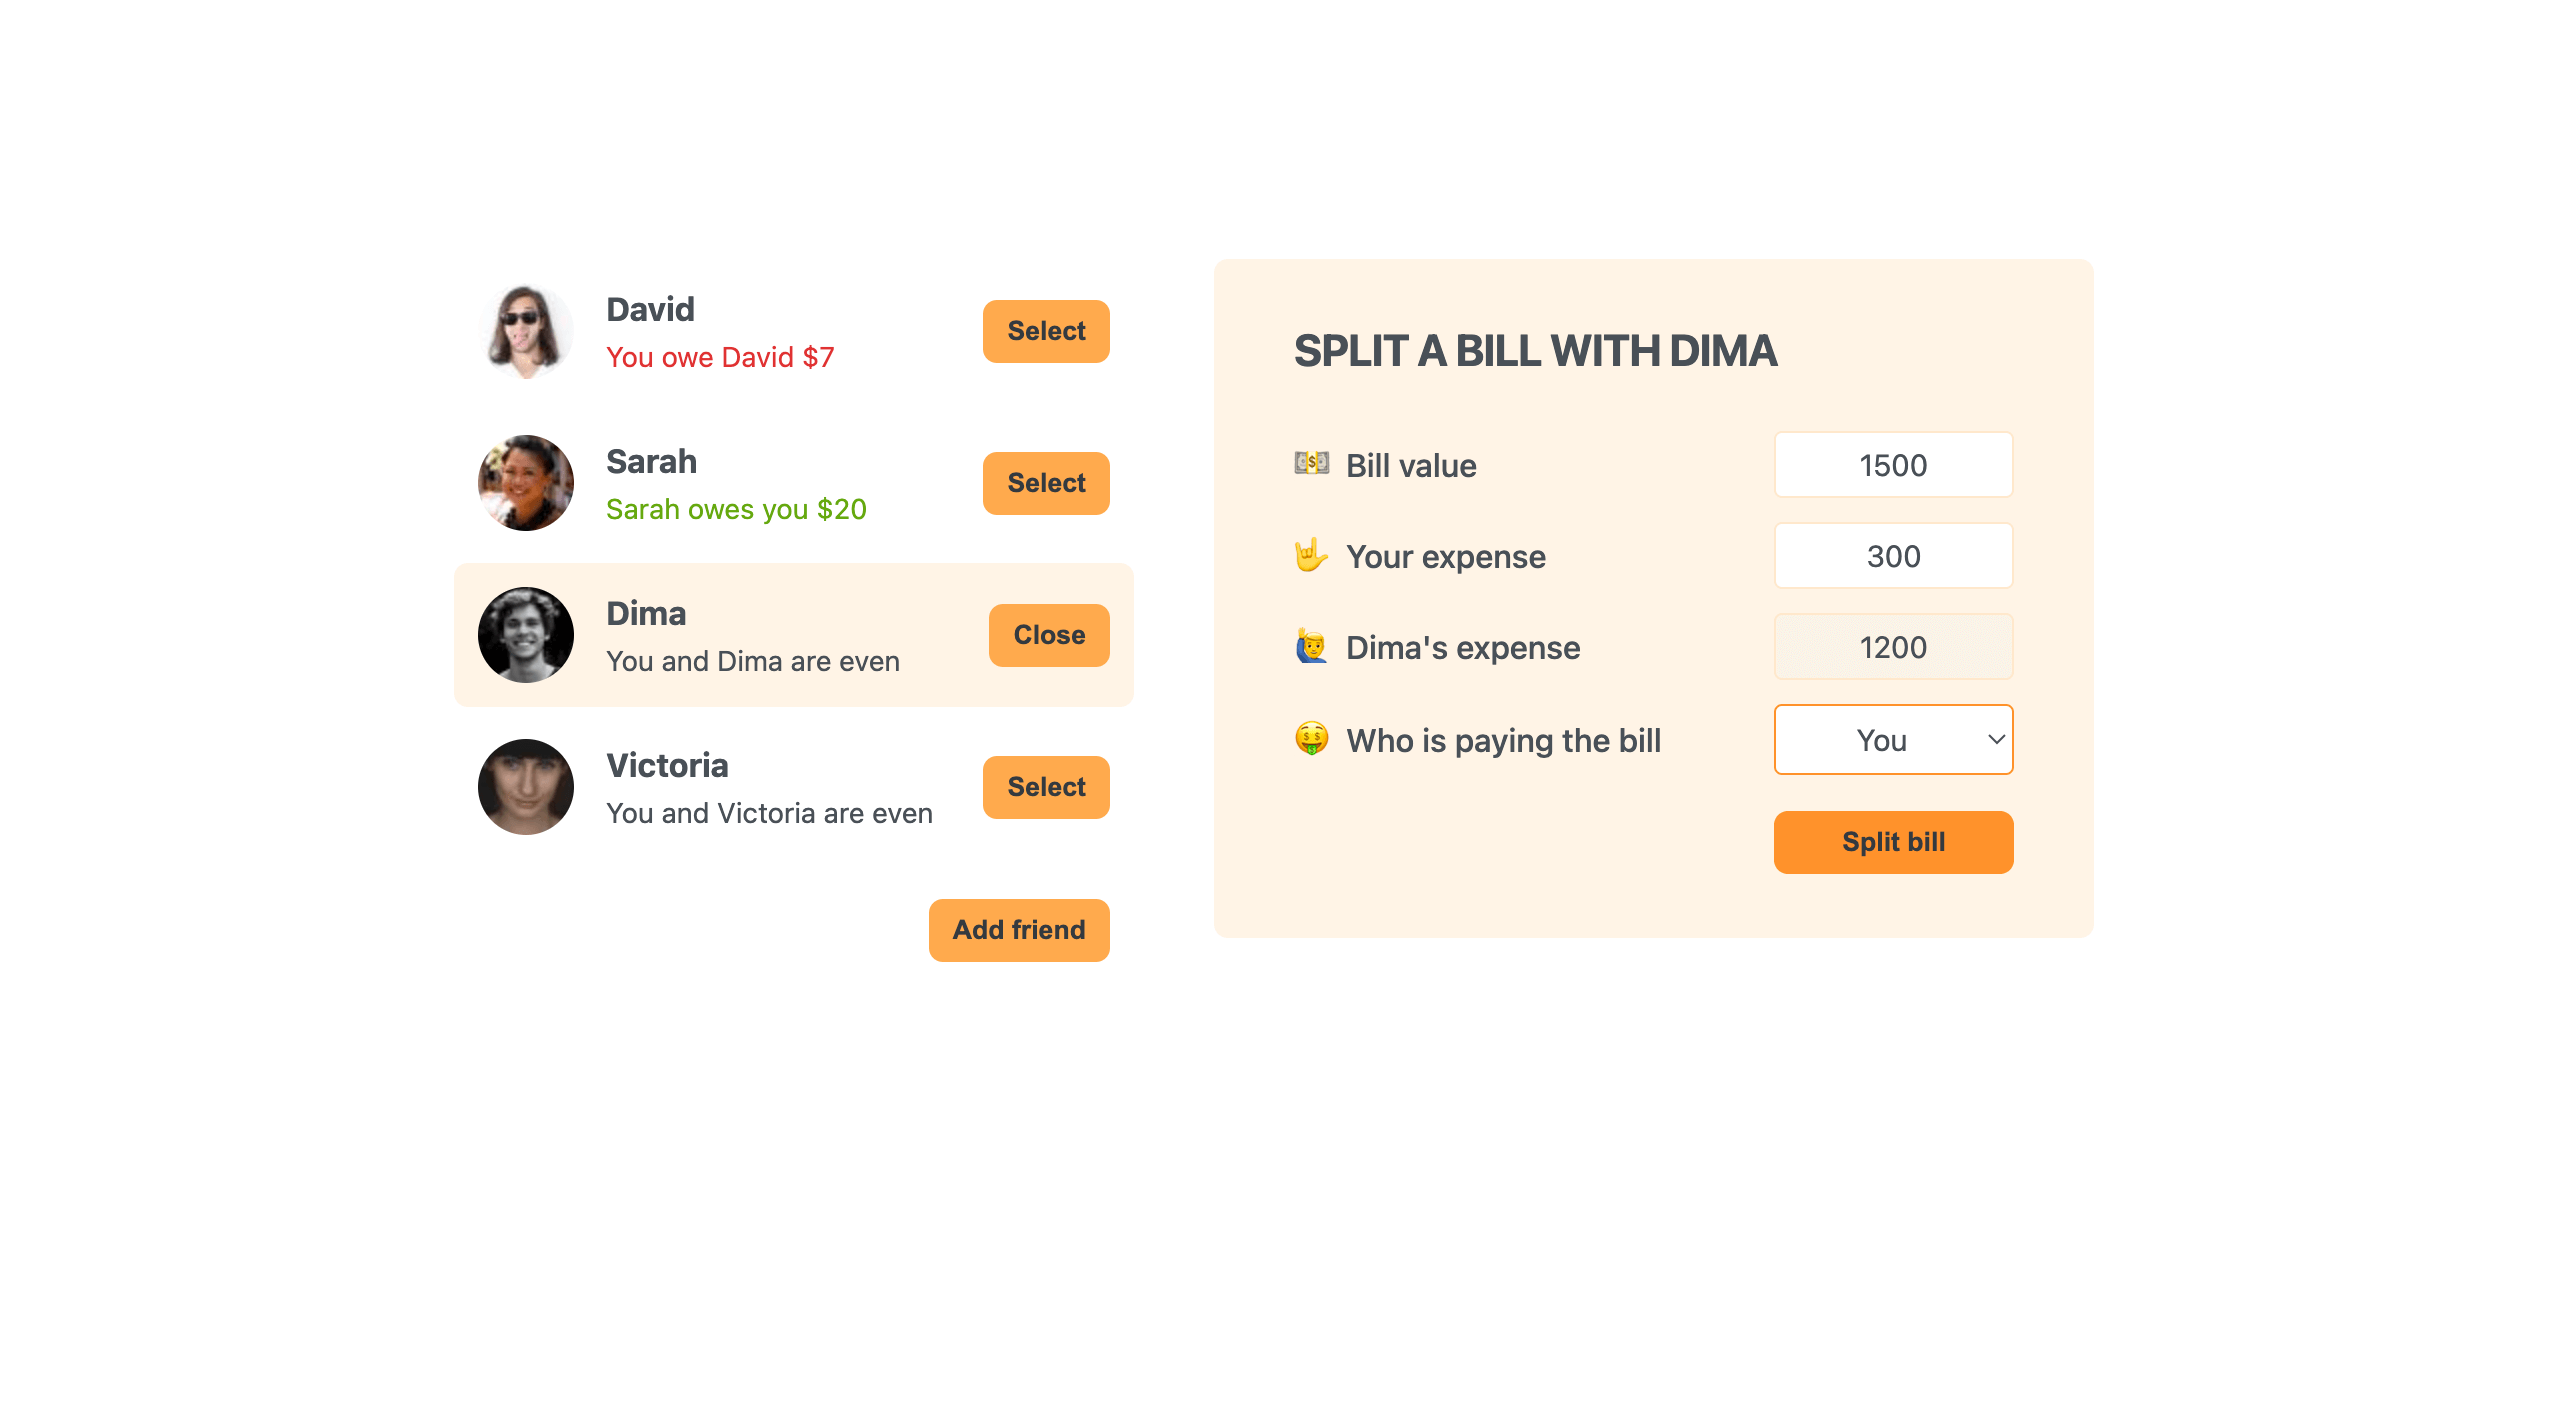 David
You owe David $7
Select
Sarah
Sarah owes you $20
Select
Dima
You and Dima are even
Close
Victoria
You and Victoria are even
Select
Add friend
SPLIT A BILL WITH DIMA
💵 Bill value
1500
🤟 Your expense
300
🙋‍♂️ Dima's expense
1200
🤑 Who is paying the bill
You
Split bill